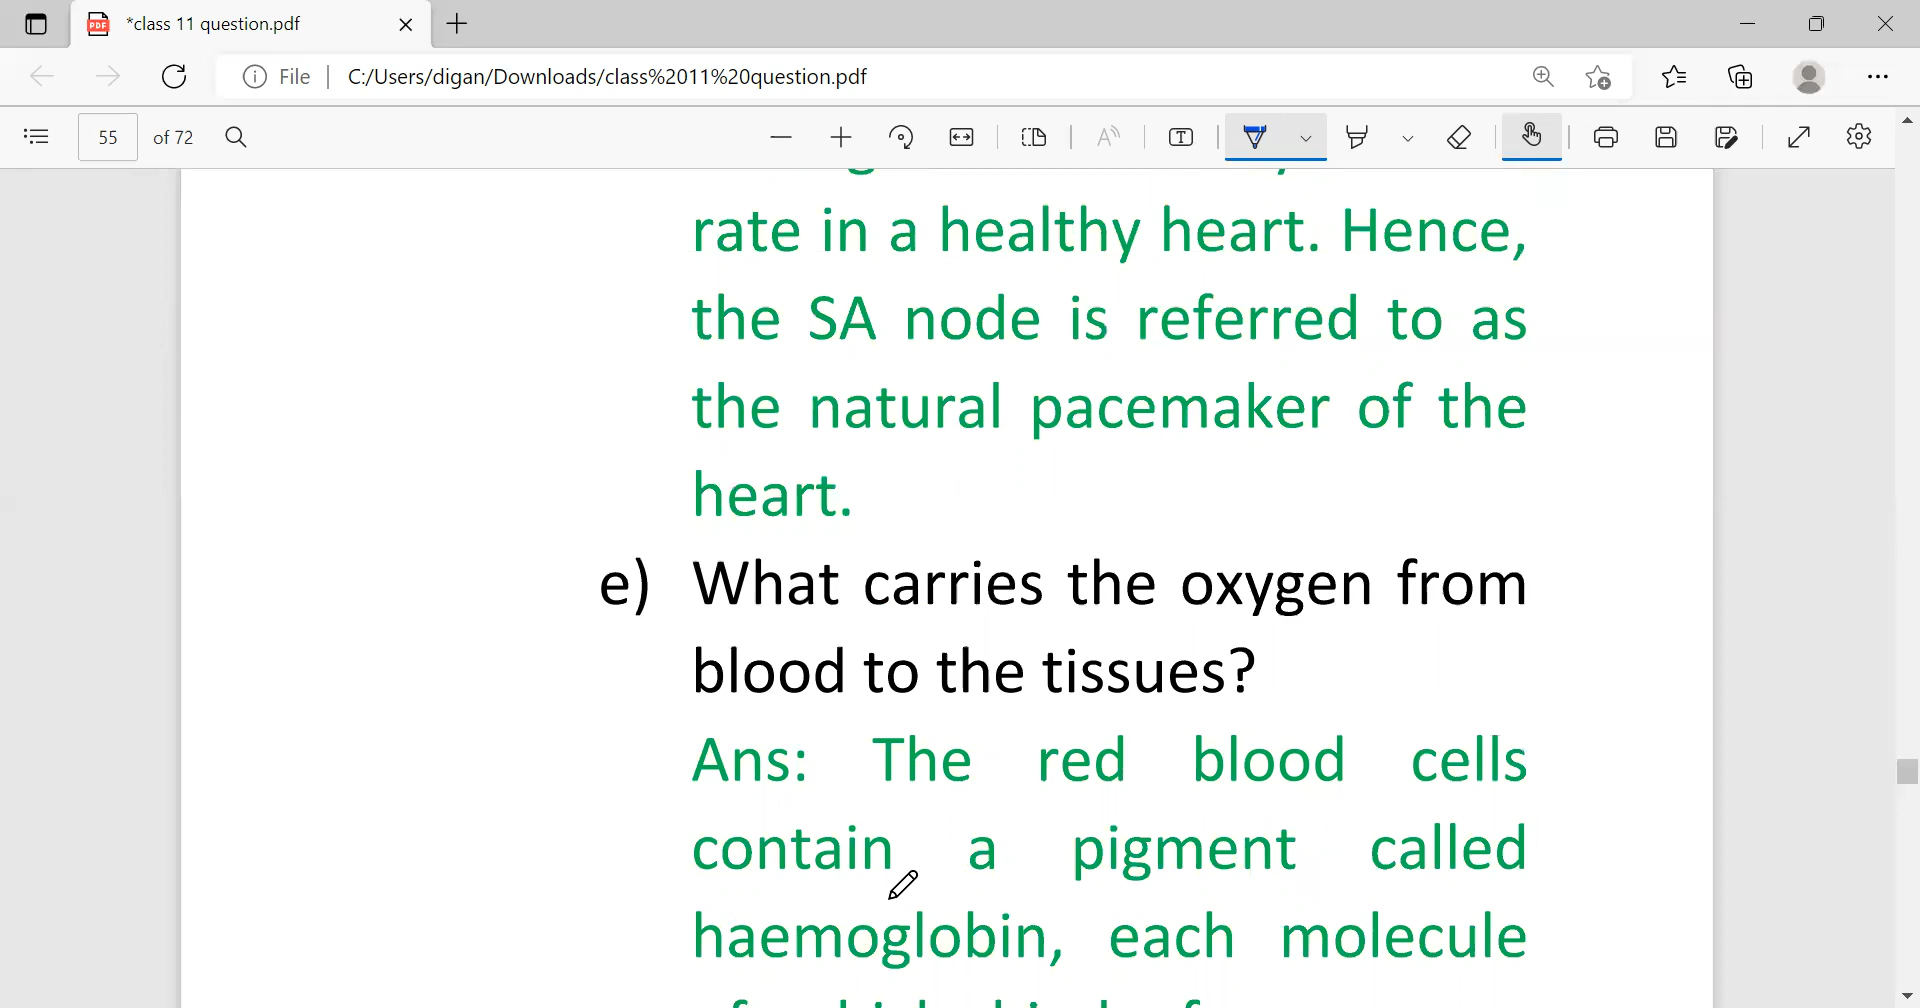 *class 11 question.pdf
File
C:/Users/digan/Downloads/class%2011%20question.pdf
55 of 72
rate in a healthy heart. Hence,
the SA node is referred to as
the natural pacemaker of the
heart.
e) What carries the oxygen from
blood to the tissues?
Ans: The red blood cells
contain a pigment called
haemoglobin, each molecule